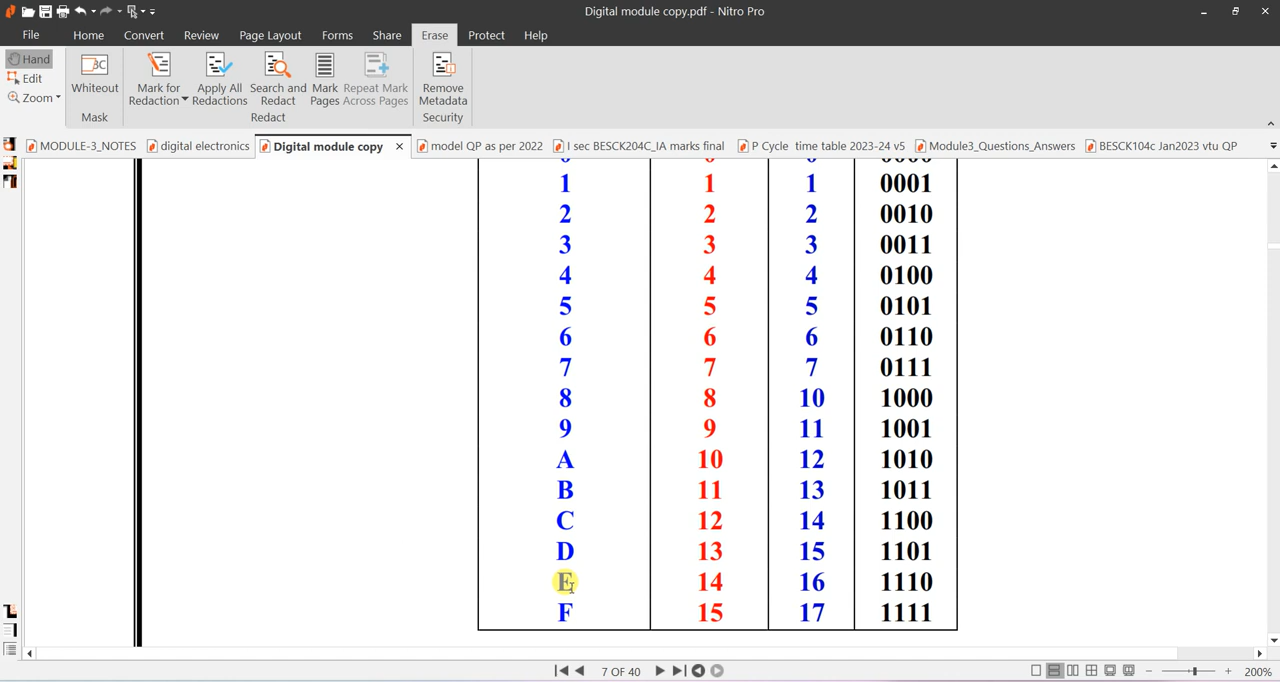 Digital module copy.pdf - Nitro Pro
File Home Convert Review Page Layout Forms Share Erase Protect Help
Hand
Edit
Zoom
Whiteout
Mask
Mark for Redaction
Apply All Redactions
Search and Redact
Mark Pages
Repeat Mark Across Pages
Redact
Remove Metadata
Security
MODULE-3_NOTES digital electronics Digital module copy model QP as per 2022 I sec BESCK204C_IA marks final P Cycle time table 2023-24 v5 Module3_Questions_Answers BESCK104c Jan2023 vtu QP
0 0 0 0000
1 1 1 0001
2 2 2 0010
3 3 3 0011
4 4 4 0100
5 5 5 0101
6 6 6 0110
7 7 7 0111
8 8 10 1000
9 9 11 1001
A 10 12 1010
B 11 13 1011
C 12 14 1100
D 13 15 1101
E 14 16 1110
F 15 17 1111
7 OF 40
200%